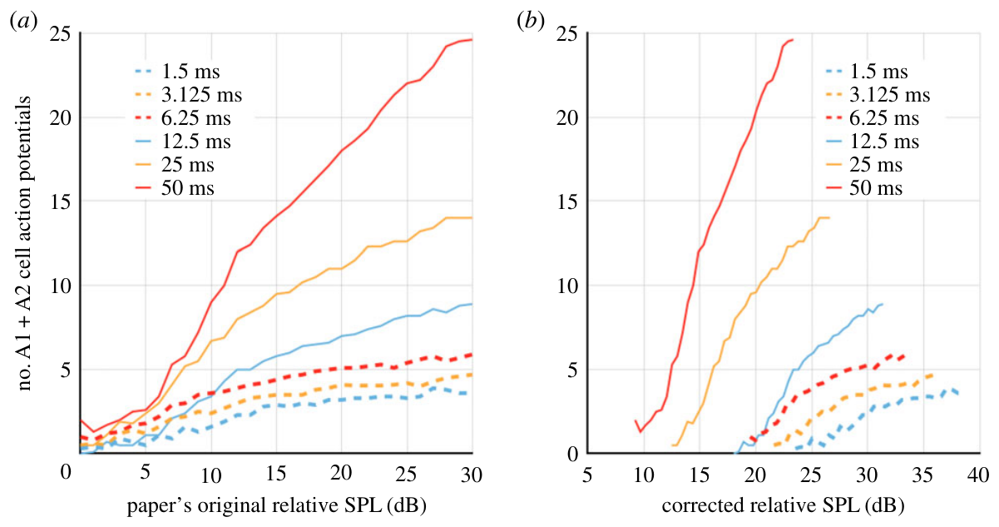 (a)
25
20
15
10
5
0
5
10
15
20
25
30
no. A1 + A2 cell action potentials
paper's original relative SPL (dB)
1.5 ms
3.125 ms
6.25 ms
12.5 ms
25 ms
50 ms
(b)
25
20
15
10
5
0
5
10
15
20
25
30
35
40
corrected relative SPL (dB)
1.5 ms
3.125 ms
6.25 ms
12.5 ms
25 ms
50 ms